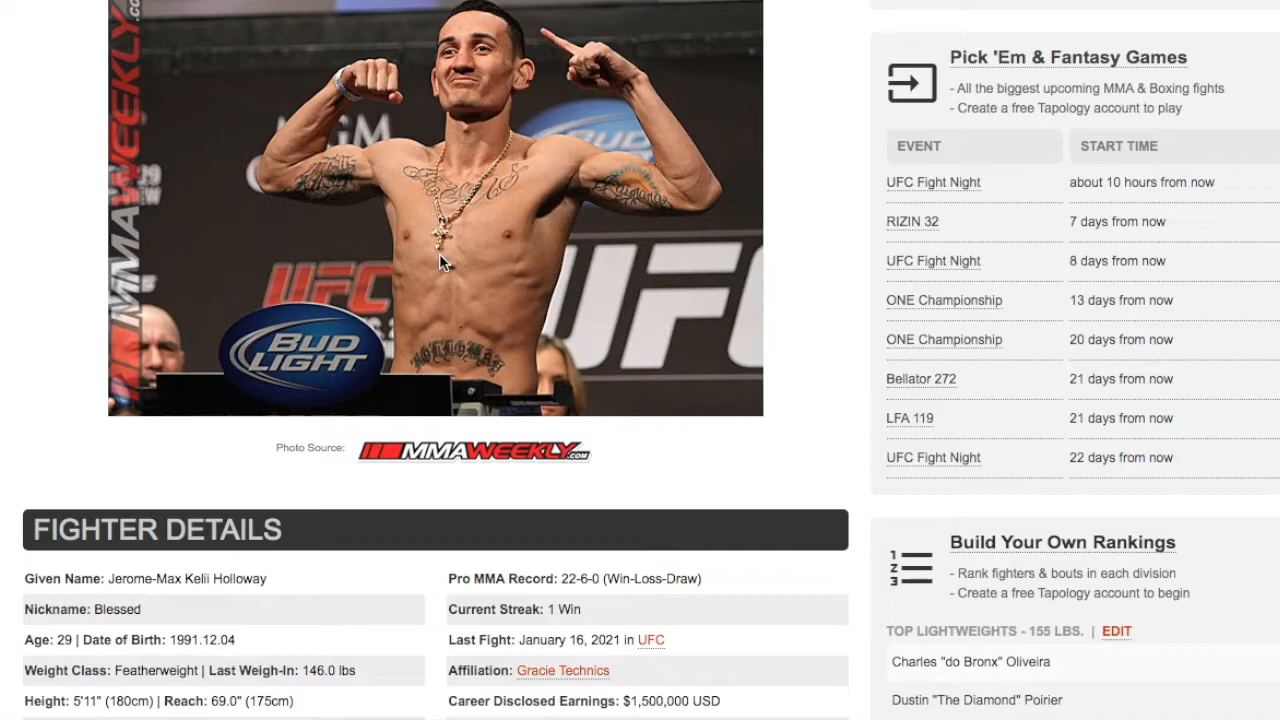 MMAWEEKLY.CO
MGM
BUD
UFC
UFC
BUD
LIGHT
HOLLOWAY
Photo Source: MMAWEEKLY.COM
FIGHTER DETAILS
Given Name: Jerome-Max Kelii Holloway
Nickname: Blessed
Age: 29 | Date of Birth: 1991.12.04
Weight Class: Featherweight | Last Weigh-In: 146.0 lbs
Height: 5'11" (180cm) | Reach: 69.0" (175cm)
Pro MMA Record: 22-6-0 (Win-Loss-Draw)
Current Streak: 1 Win
Last Fight: January 16, 2021 in UFC
Affiliation: Gracie Technics
Career Disclosed Earnings: $1,500,000 USD
Pick 'Em & Fantasy Games
- All the biggest upcoming MMA & Boxing fights
- Create a free Tapology account to play
EVENT START TIME
UFC Fight Night about 10 hours from now
RIZIN 32 7 days from now
UFC Fight Night 8 days from now
ONE Championship 13 days from now
ONE Championship 20 days from now
Bellator 272 21 days from now
LFA 119 21 days from now
UFC Fight Night 22 days from now
1
2
3
Build Your Own Rankings
- Rank fighters & bouts in each division
- Create a free Tapology account to begin
TOP LIGHTWEIGHTS - 155 LBS. | EDIT
Charles "do Bronx" Oliveira
Dustin "The Diamond" Poirier